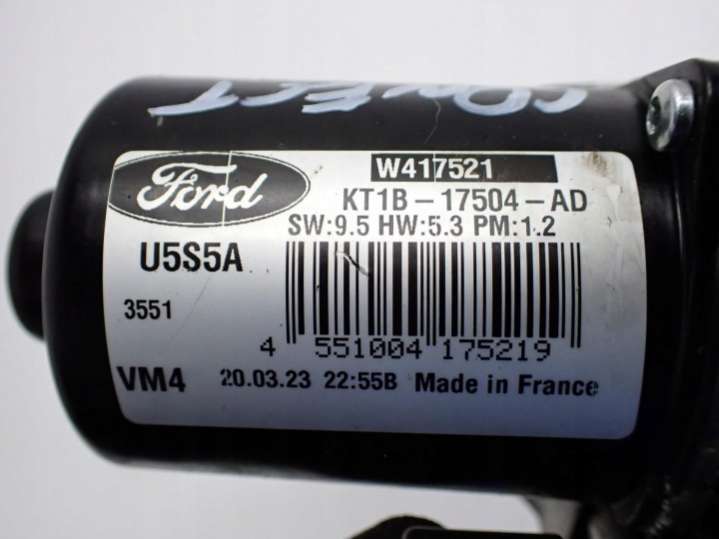 CONNECT
Ford
W417521
KT1B-17504-AD
SW:9.5 HW:5.3 PM:1.2
U5S5A
3551
4 551004 175219
VM4 20.03.23 22:55B Made in France